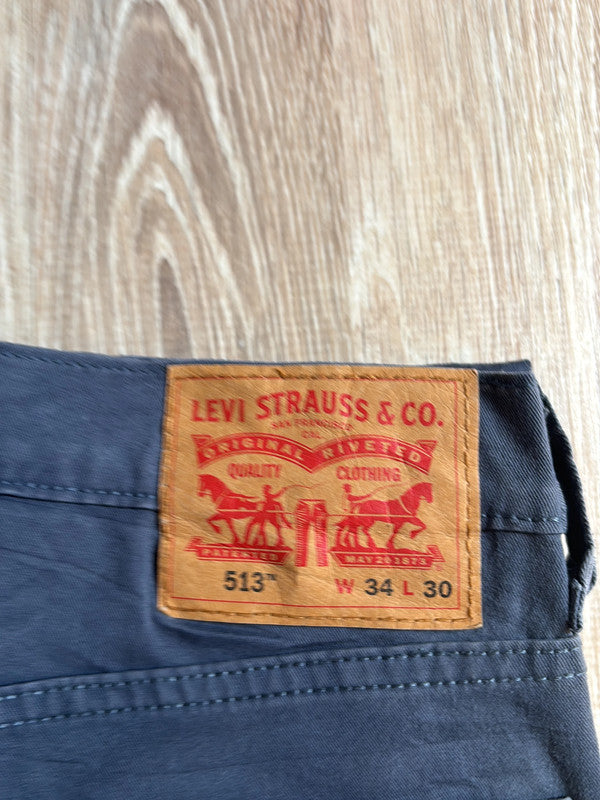 LEVI STRAUSS & CO.
SAN FRANCISCO
CAL
ORIGINAL RIVETED
QUALITY CLOTHING
PATENTED MAY 20 1873
513™ W 34 L 30